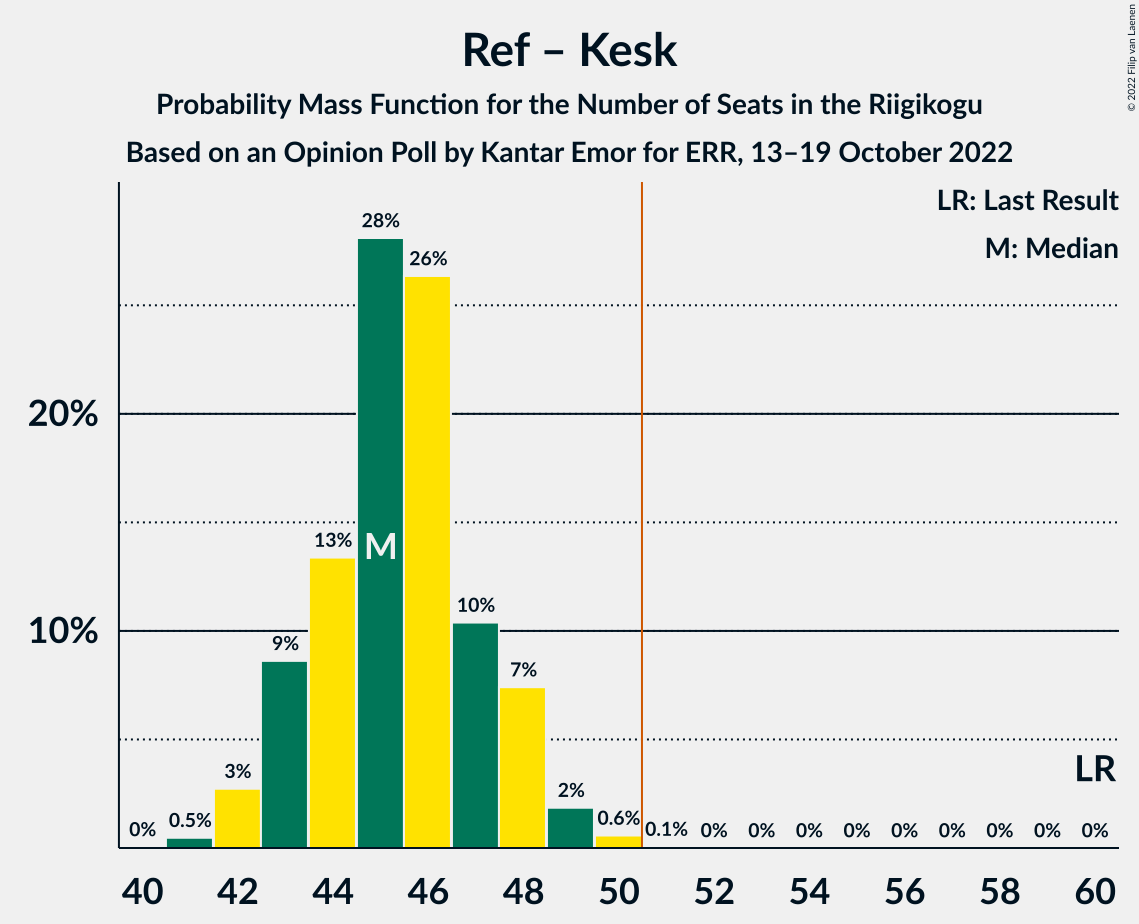 Ref – Kesk
Probability Mass Function for the Number of Seats in the Riigikogu
Based on an Opinion Poll by Kantar Emor for ERR, 13–19 October 2022
© 2022 Filip van Laenen
LR: Last Result
M: Median
28%
26%
20%
13%
M
10%
10%
9%
7%
3%
LR
2%
0% 0.5% 0.6% 0.1% 0% 0% 0% 0% 0% 0% 0% 0% 0%
40 42 44 46 48 50 52 54 56 58 60